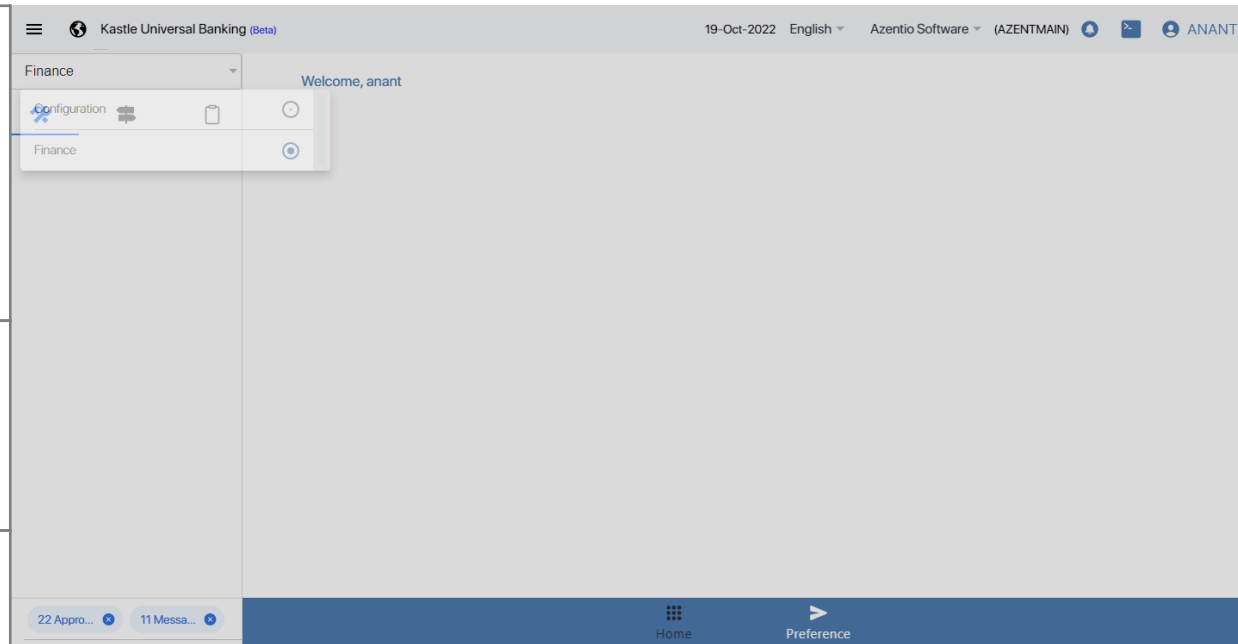 Kastle Universal Banking (Beta) 19-Oct-2022 English Azentio Software (AZENTMAIN) ANANT
Finance
Welcome, anant
Configuration
Finance
22 Appro... 11 Messa...
Home Preference